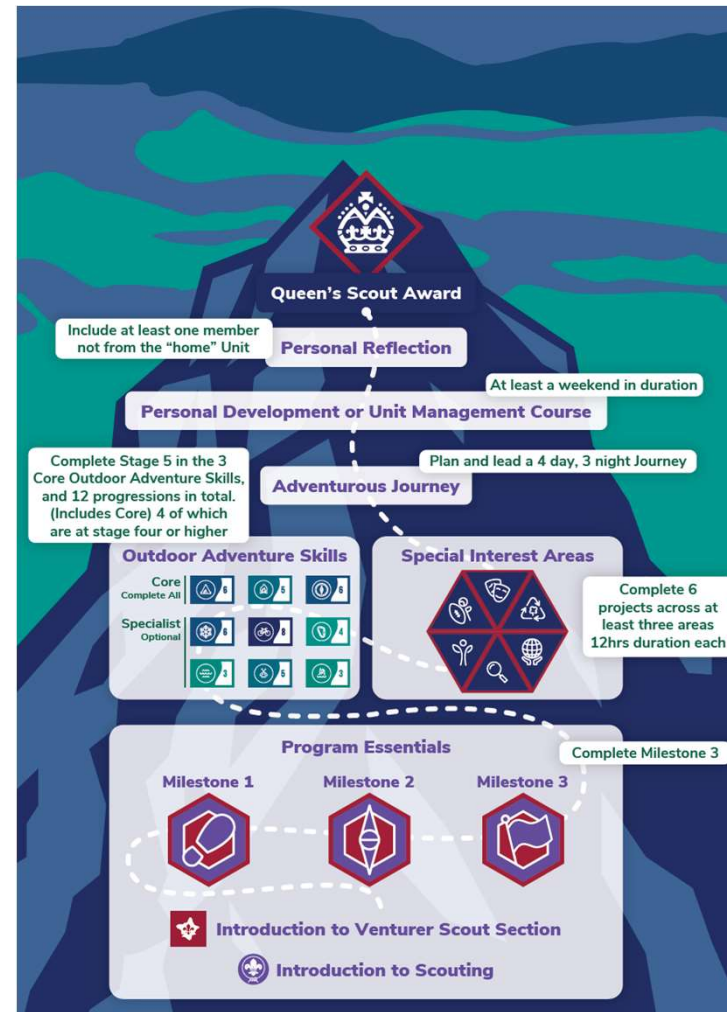 Queen's Scout Award
Include at least one member
not from the “home” Unit
Personal Reflection
At least a weekend in duration
Personal Development or Unit Management Course
Complete Stage 5 in the 3
Core Outdoor Adventure Skills,
and 12 progressions in total.
(Includes Core) 4 of which
are at stage four or higher
Plan and lead a 4 day, 3 night Journey
Adventurous Journey
Outdoor Adventure Skills
Core
Complete All
6
5
6
Specialist
Optional
6
8
4
3
5
3
Special Interest Areas
Complete 6
projects across at
least three areas
12hrs duration each
Program Essentials
Complete Milestone 3
Milestone 1
Milestone 2
Milestone 3
Introduction to Venturer Scout Section
Introduction to Scouting